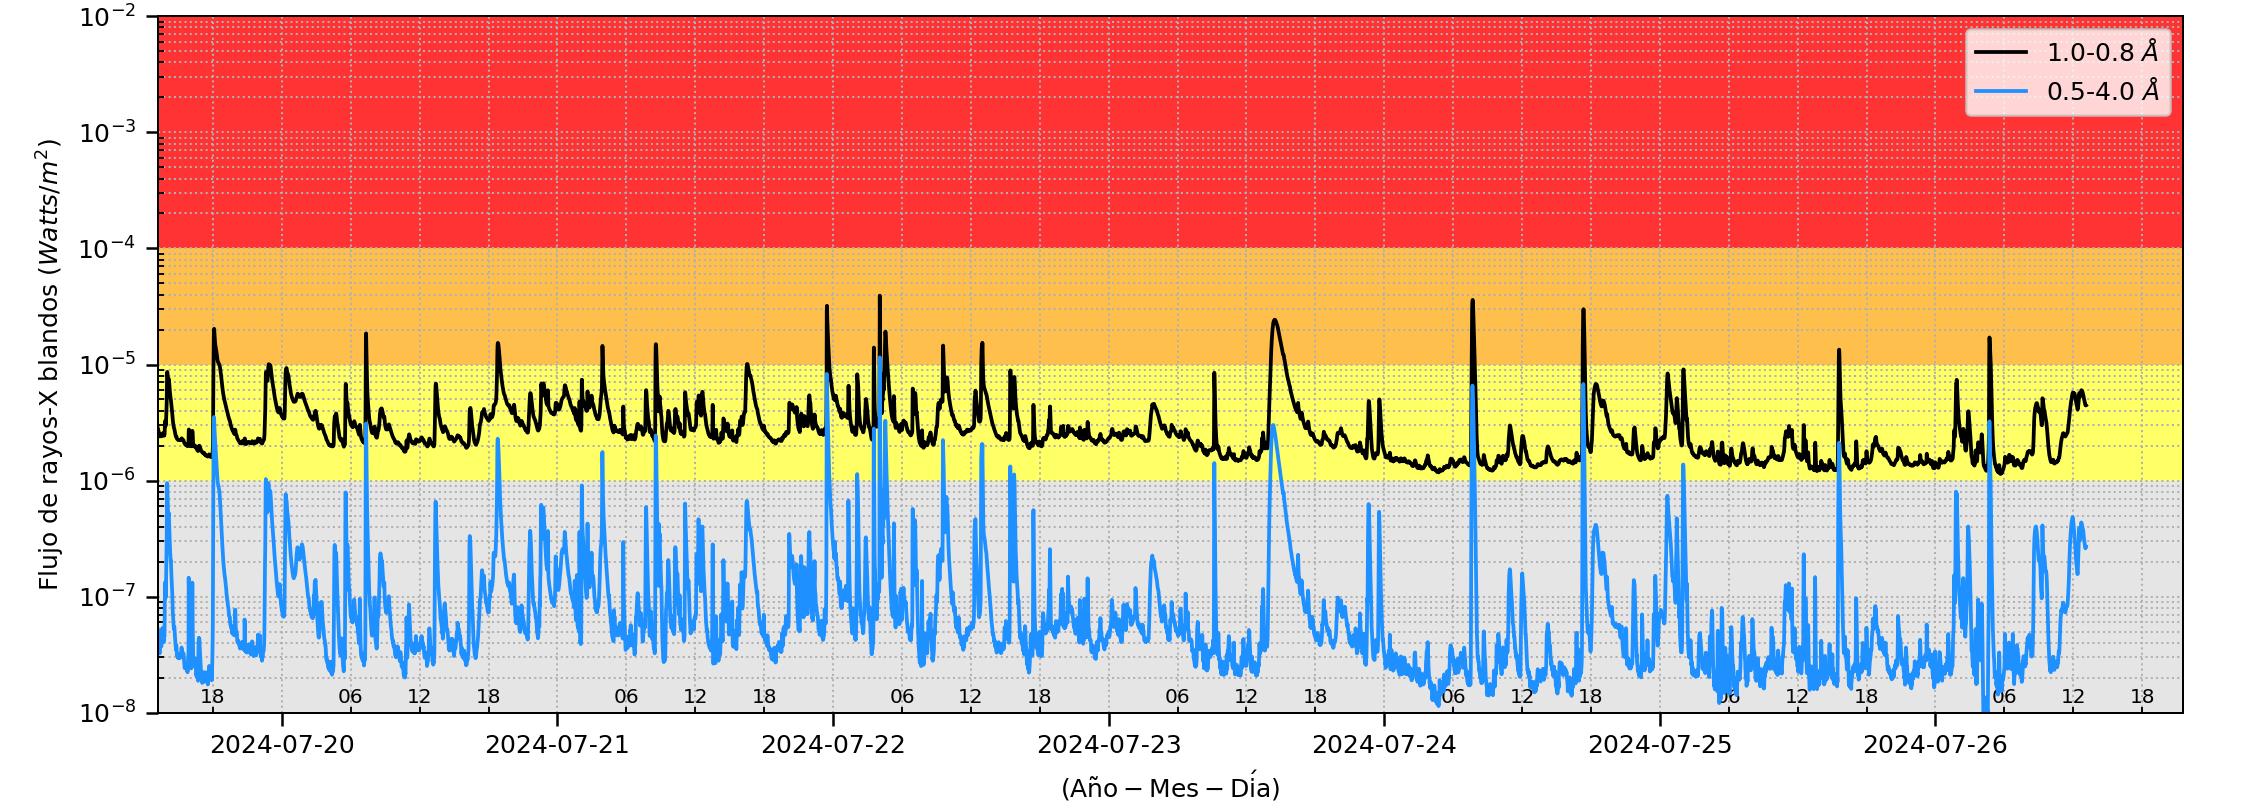 10⁻²
1.0-0.8 Å
0.5-4.0 Å
10⁻³
10⁻⁴
10⁻⁵
10⁻⁶
10⁻⁷
10⁻⁸
Flujo de rayos-X blandos (Watts/m²)
18 06 12 18 06 12 18 06 12 18 06 12 18 06 12 18 06 12 18 06 12 18
2024-07-20 2024-07-21 2024-07-22 2024-07-23 2024-07-24 2024-07-25 2024-07-26
(Año − Mes − Día)